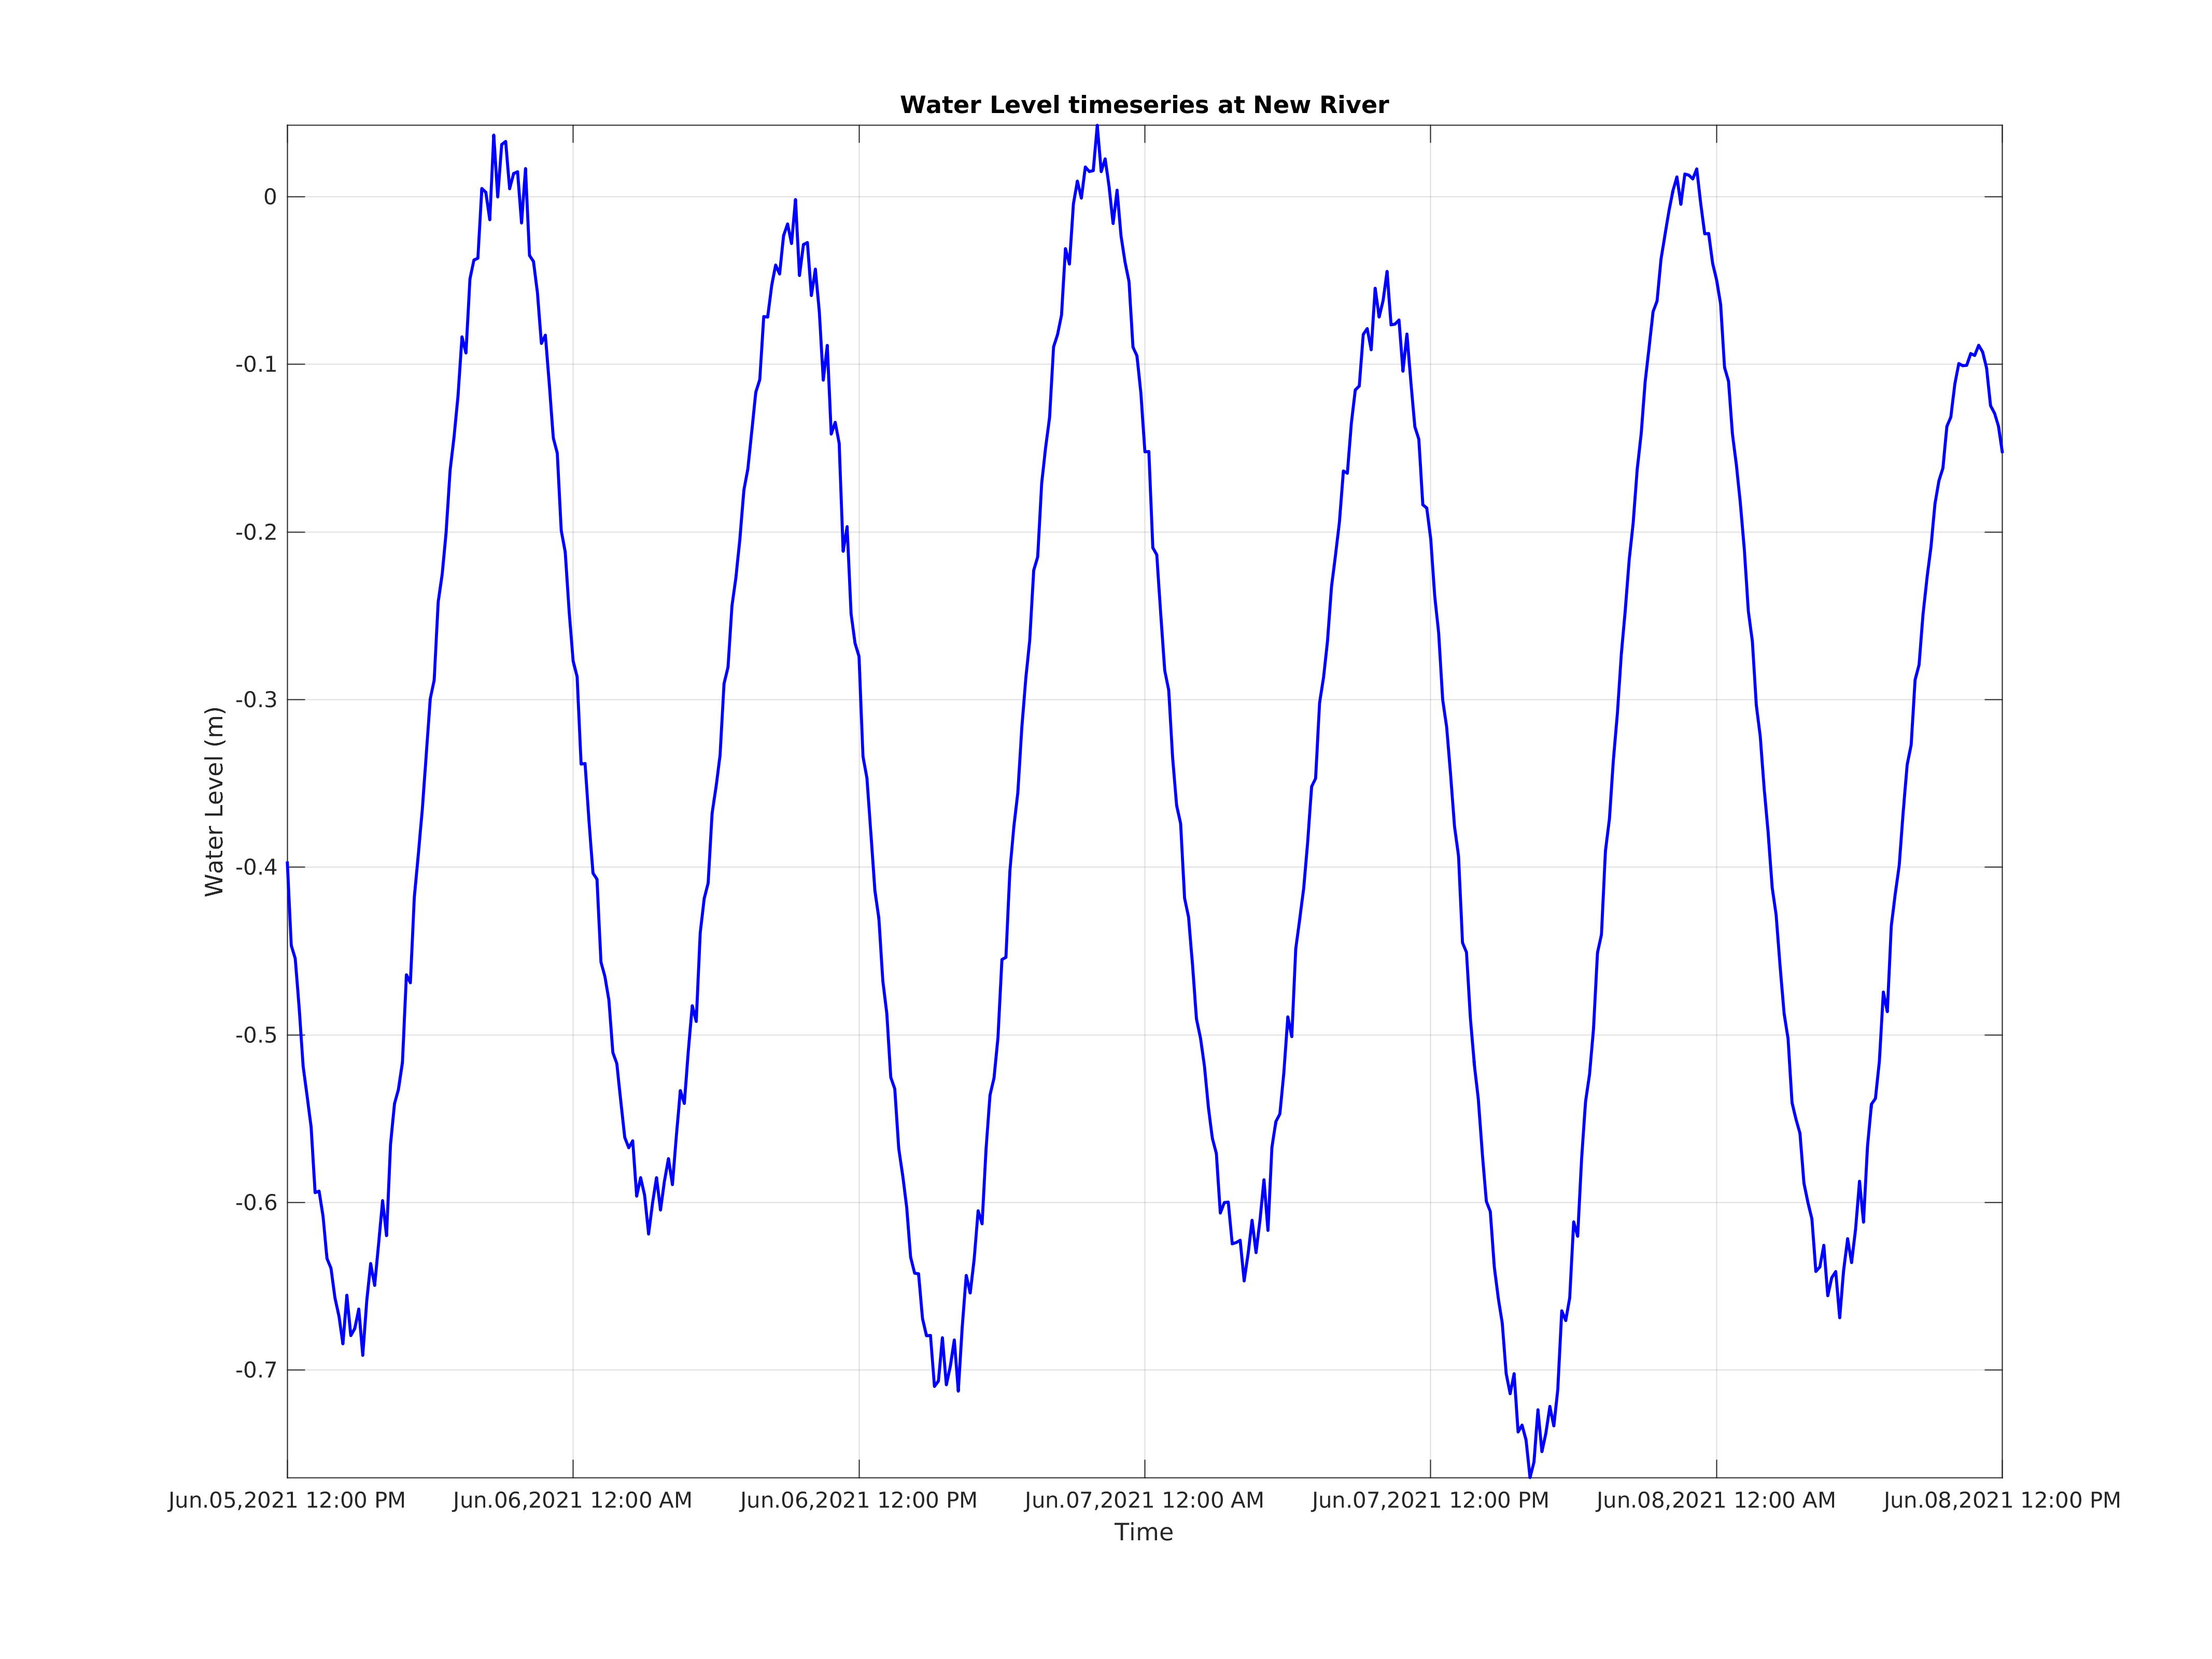 Water Level timeseries at New River
0
-0.1
-0.2
-0.3
-0.4
-0.5
-0.6
-0.7
Water Level (m)
Jun.05,2021 12:00 PM Jun.06,2021 12:00 AM Jun.06,2021 12:00 PM Jun.07,2021 12:00 AM Jun.07,2021 12:00 PM Jun.08,2021 12:00 AM Jun.08,2021 12:00 PM
Time